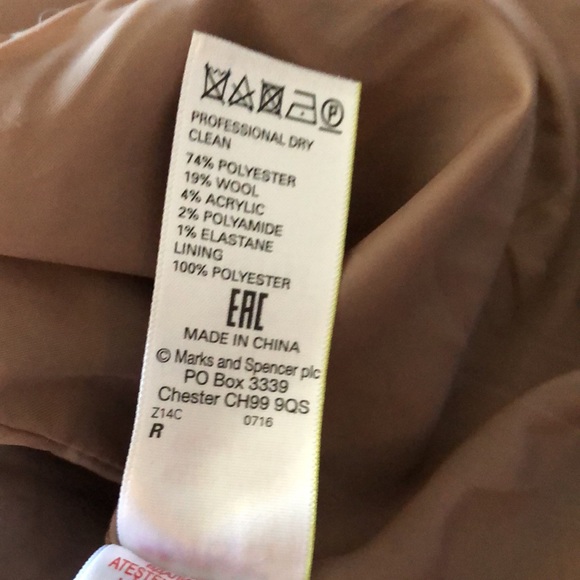 P
PROFESSIONAL DRY
CLEAN
74% POLYESTER
19% WOOL
4% ACRYLIC
2% POLYAMIDE
1% ELASTANE
LINING
100% POLYESTER
EAC
MADE IN CHINA
© Marks and Spencer plc
PO Box 3339
Chester CH99 9QS
Z14C 0716
R